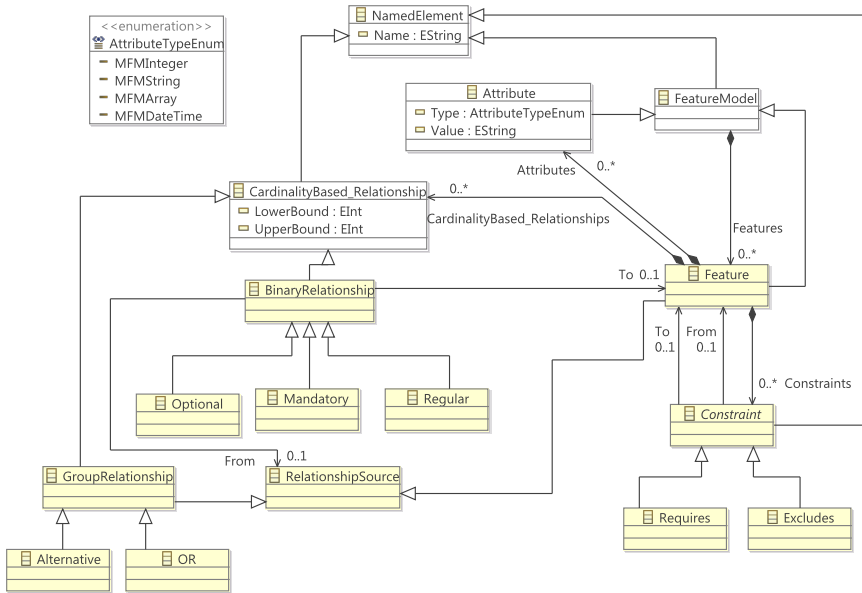 <<enumeration>>
AttributeTypeEnum
MFMInteger
MFMString
MFMArray
MFMDateTime
NamedElement
Name : EString
Attribute
Type : AttributeTypeEnum
Value : EString
FeatureModel
Attributes
0..*
CardinalityBased_Relationship
LowerBound : EInt
UpperBound : EInt
0..*
CardinalityBased_Relationships
Features
0..*
BinaryRelationship
To 0..1
Feature
To
0..1
From
0..1
0..* Constraints
Optional
Mandatory
Regular
Constraint
From
0..1
GroupRelationship
RelationshipSource
Requires
Excludes
Alternative
OR